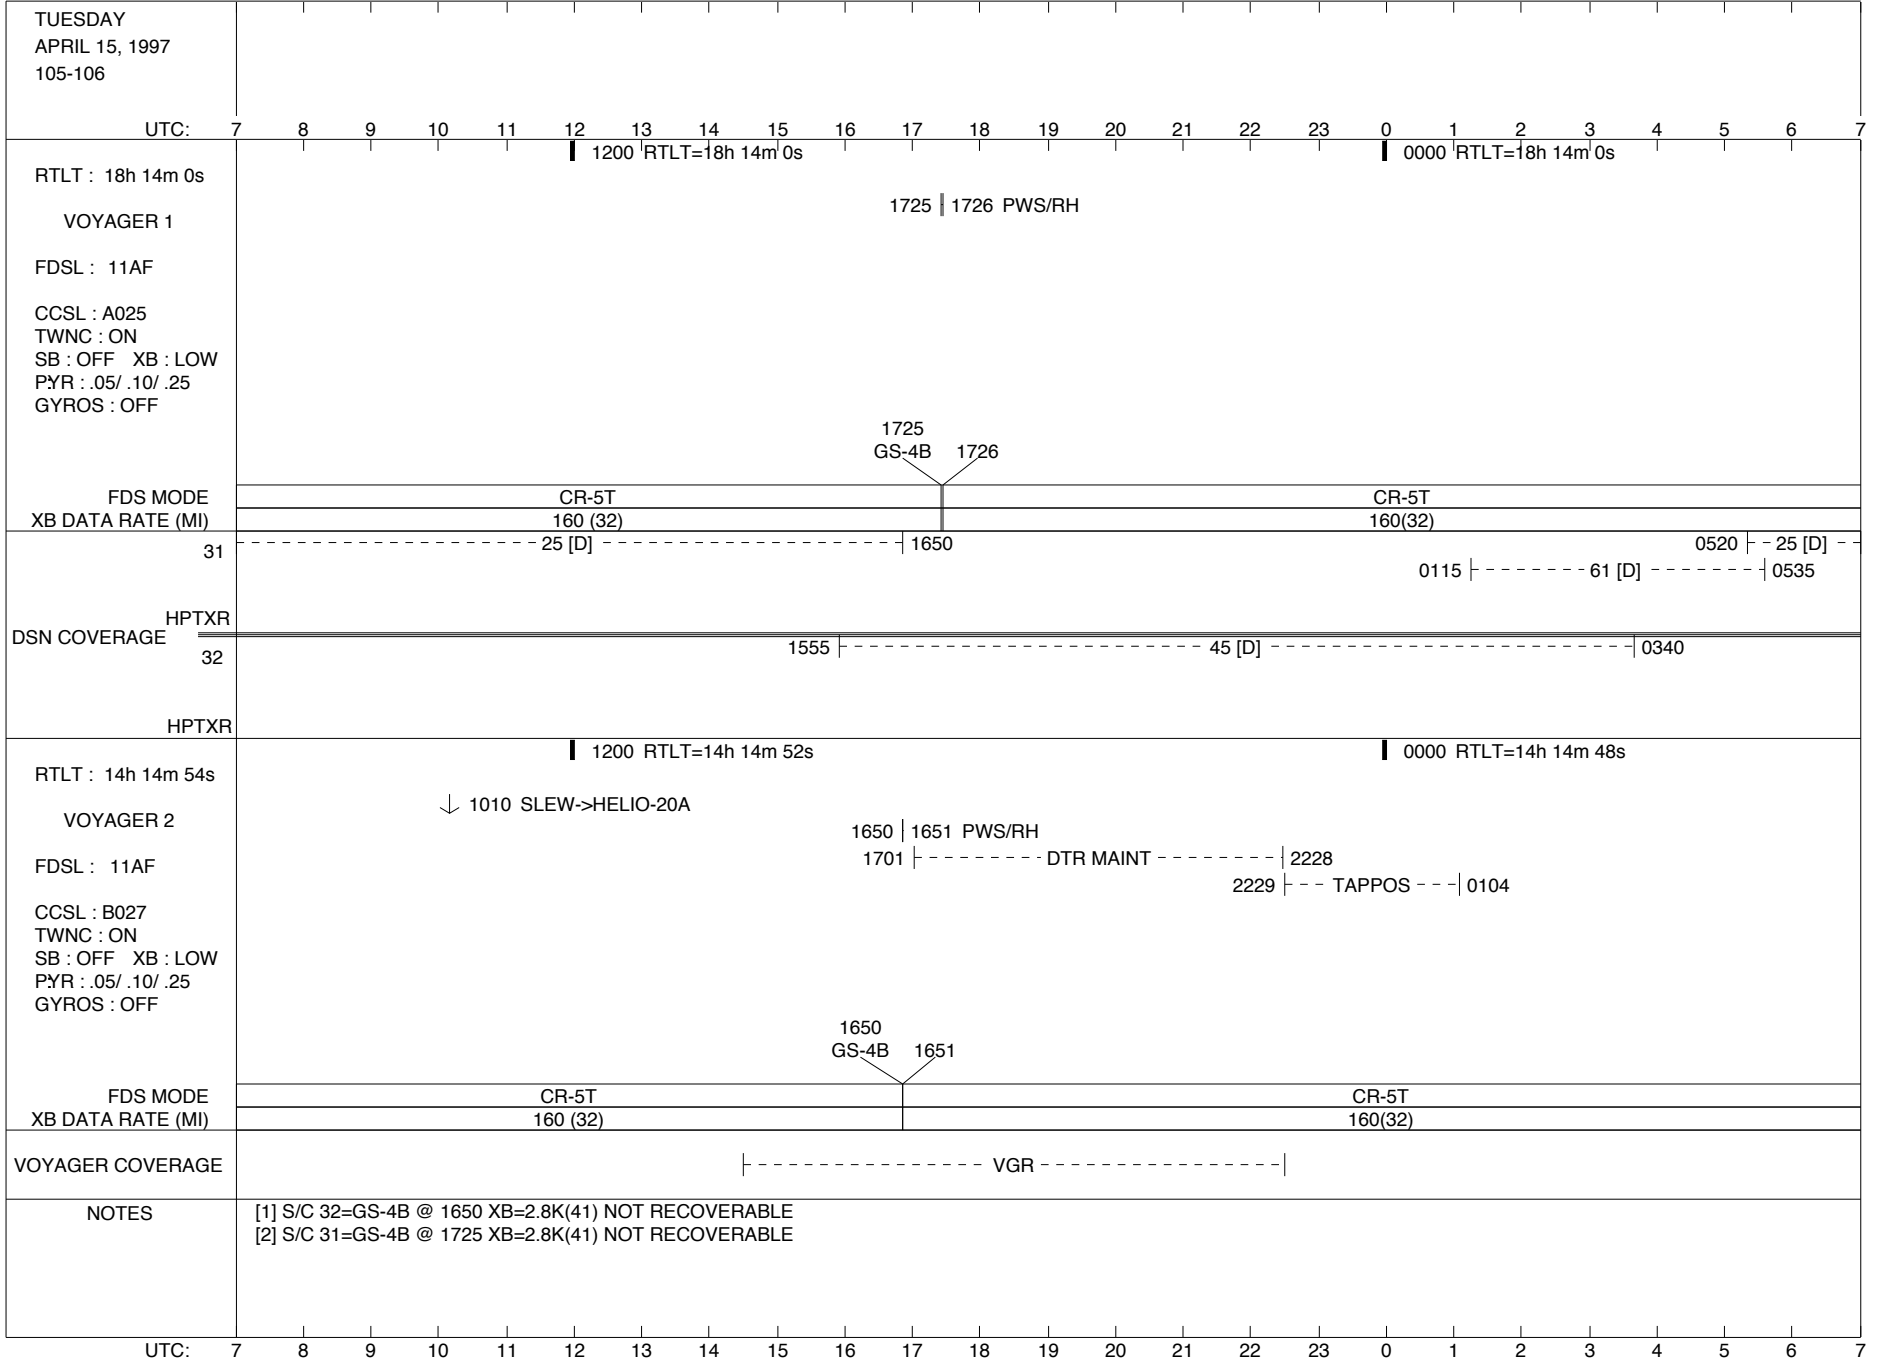 TUESDAY
APRIL 15, 1997
105-106
UTC: 7 8 9 10 11 12 13 14 15 16 17 18 19 20 21 22 23 0 1 2 3 4 5 6 7
1200 RTLT=18h 14m 0s 0000 RTLT=18h 14m 0s
RTLT : 18h 14m 0s
1725 1726 PWS/RH
VOYAGER 1
FDSL : 11AF
CCSL : A025
TWNC : ON
SB : OFF XB : LOW
P:YR : .05/ .10/ .25
GYROS : OFF
1725
GS-4B 1726
FDS MODE CR-5T CR-5T
XB DATA RATE (MI) 160 (32) 160(32)
31 25 [D] 1650 0520 25 [D]
0115 61 [D] 0535
HPTXR
DSN COVERAGE
32 1555 45 [D] 0340
HPTXR
1200 RTLT=14h 14m 52s 0000 RTLT=14h 14m 48s
RTLT : 14h 14m 54s
1010 SLEW->HELIO-20A
VOYAGER 2
1650 1651 PWS/RH
1701 DTR MAINT 2228
FDSL : 11AF
2229 TAPPOS 0104
CCSL : B027
TWNC : ON
SB : OFF XB : LOW
P:YR : .05/ .10/ .25
GYROS : OFF
1650
GS-4B 1651
FDS MODE CR-5T CR-5T
XB DATA RATE (MI) 160 (32) 160(32)
VOYAGER COVERAGE VGR
NOTES [1] S/C 32=GS-4B @ 1650 XB=2.8K(41) NOT RECOVERABLE
[2] S/C 31=GS-4B @ 1725 XB=2.8K(41) NOT RECOVERABLE
UTC: 7 8 9 10 11 12 13 14 15 16 17 18 19 20 21 22 23 0 1 2 3 4 5 6 7